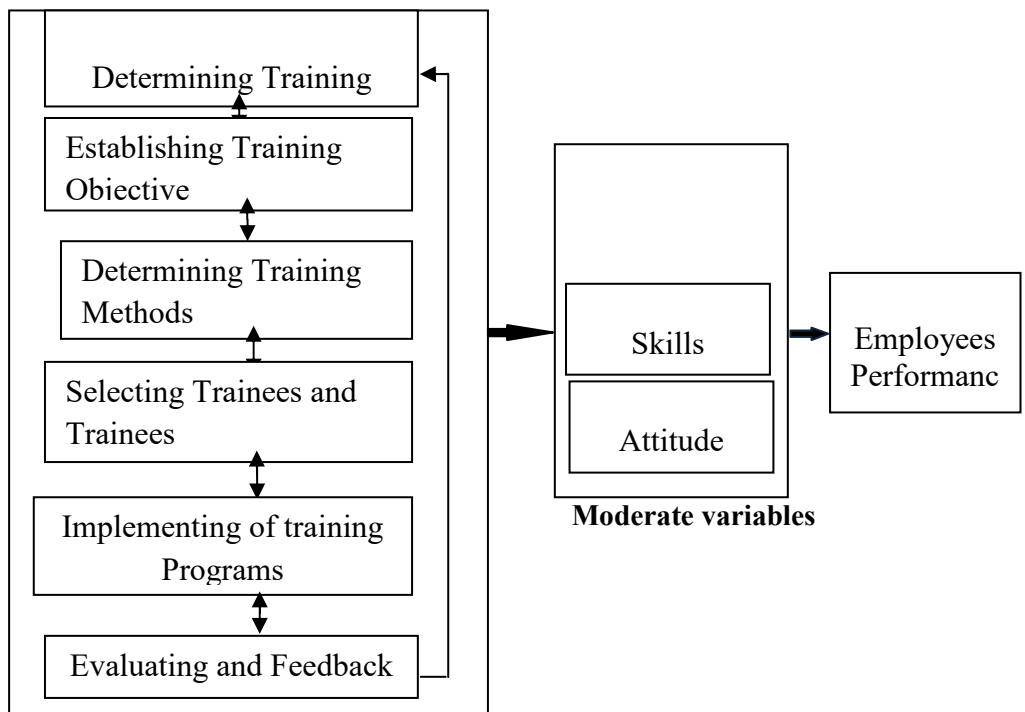 Determining Training
Establishing Training
Objective
Determining Training
Methods
Selecting Trainees and
Trainees
Implementing of training
Programs
Evaluating and Feedback
Skills
Attitude
Moderate variables
Employees
Performanc